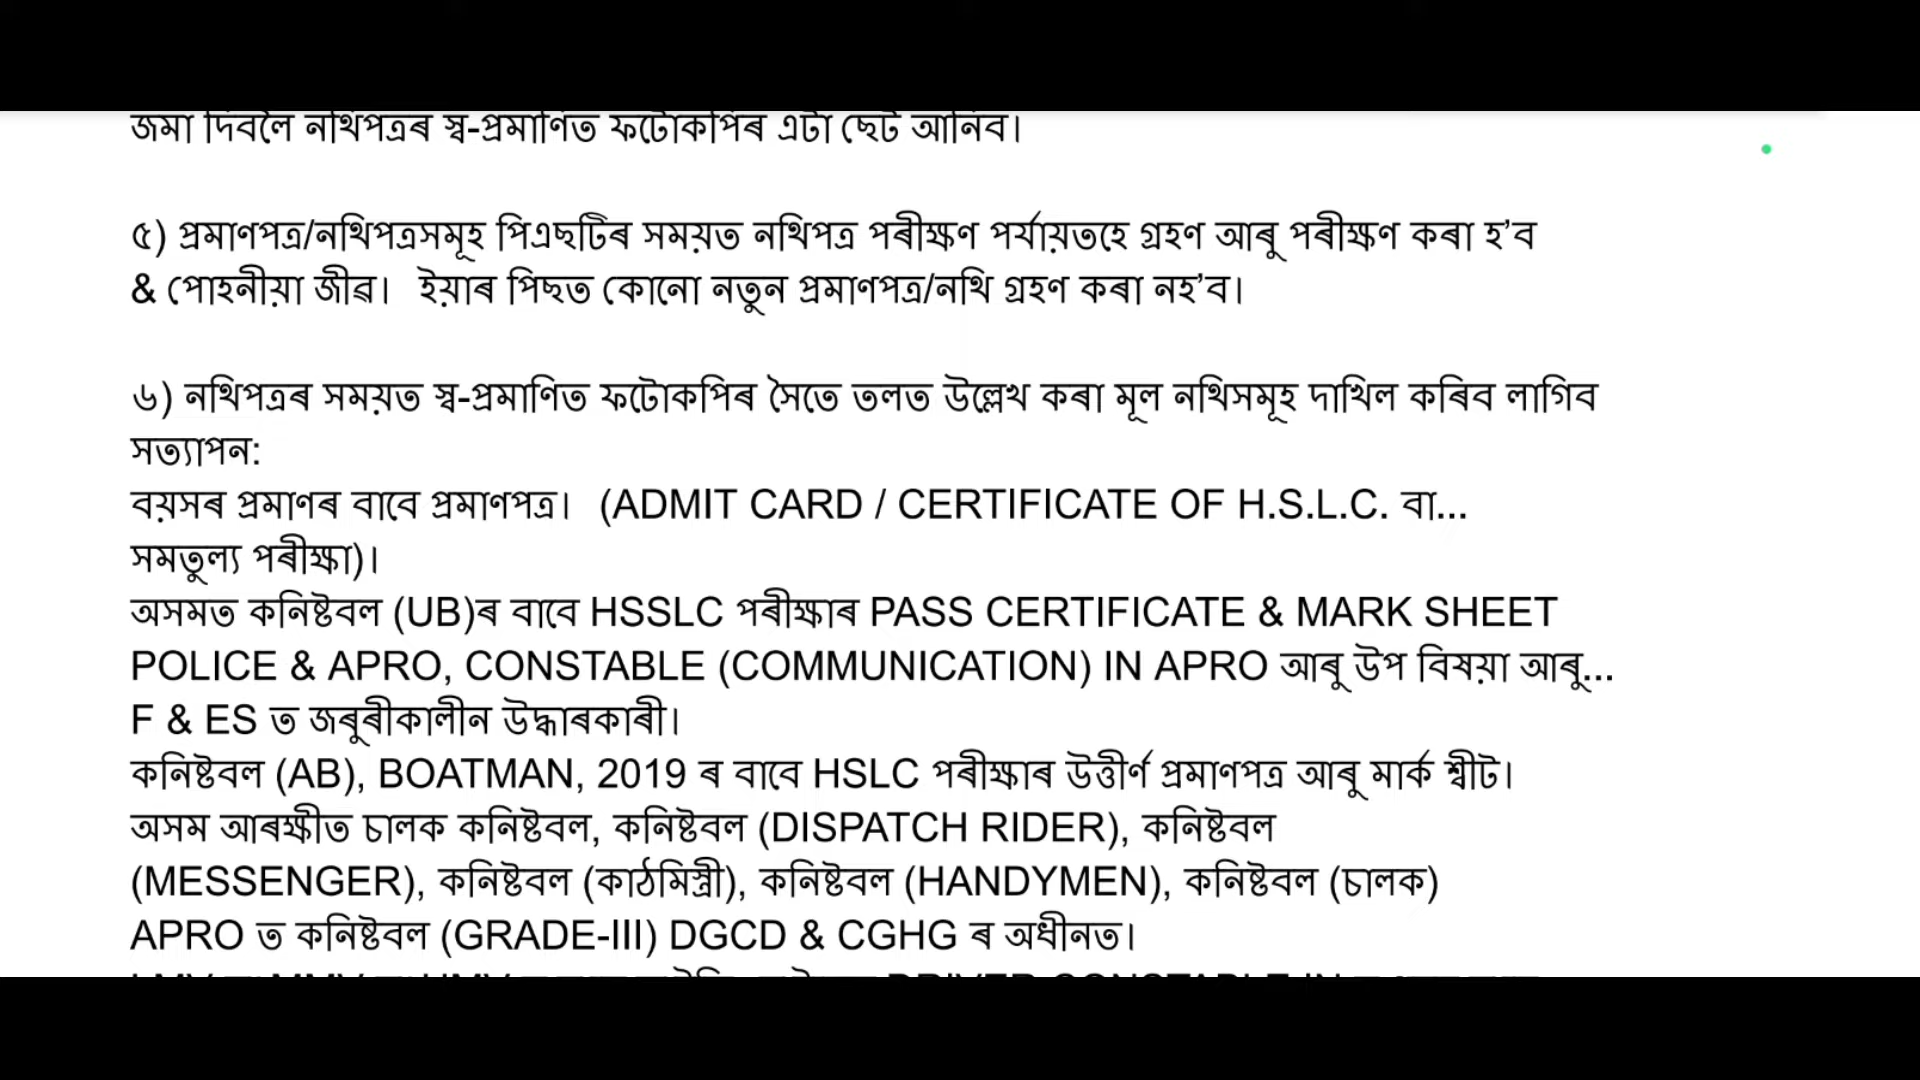 জমা দিবলৈ নথিপত্ৰৰ স্ব-প্ৰমাণিত ফটোকপিৰ এটা ছেট আনিব।
৫) প্ৰমাণপত্ৰ/নথিপত্ৰসমূহ পিএছটিৰ সময়ত নথিপত্ৰ পৰীক্ষণ পৰ্যায়তহে গ্ৰহণ আৰু পৰীক্ষণ কৰা হ’ব
& পোহনীয়া জীৱ। ইয়াৰ পিছত কোনো নতুন প্ৰমাণপত্ৰ/নথি গ্ৰহণ কৰা নহ’ব।
৬) নথিপত্ৰৰ সময়ত স্ব-প্ৰমাণিত ফটোকপিৰ সৈতে তলত উল্লেখ কৰা মূল নথিসমূহ দাখিল কৰিব লাগিব
সত্যাপন:
বয়সৰ প্ৰমাণৰ বাবে প্ৰমাণপত্ৰ। (ADMIT CARD / CERTIFICATE OF H.S.L.C. বা...
সমতুল্য পৰীক্ষা)।
অসমত কনিষ্টবল (UB)ৰ বাবে HSSLC পৰীক্ষাৰ PASS CERTIFICATE & MARK SHEET
POLICE & APRO, CONSTABLE (COMMUNICATION) IN APRO আৰু উপ বিষয়া আৰু...
F & ES ত জৰুৰীকালীন উদ্ধাৰকাৰী।
কনিষ্টবল (AB), BOATMAN, 2019 ৰ বাবে HSLC পৰীক্ষাৰ উত্তীৰ্ণ প্ৰমাণপত্ৰ আৰু মাৰ্ক শ্বীট।
অসম আৰক্ষীত চালক কনিষ্টবল, কনিষ্টবল (DISPATCH RIDER), কনিষ্টবল
(MESSENGER), কনিষ্টবল (কাঠমিস্ত্ৰী), কনিষ্টবল (HANDYMEN), কনিষ্টবল (চালক)
APRO ত কনিষ্টবল (GRADE-III) DGCD & CGHG ৰ অধীনত।
DRIVER CONSTABLE IN